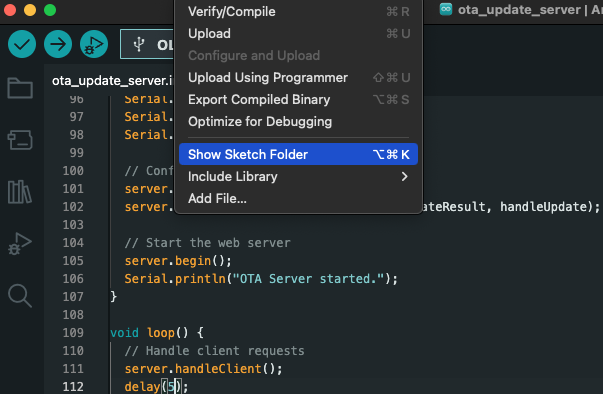 ota_update_server | A
Verify/Compile ⌘ R
Upload ⌘ U
Configure and Upload
Upload Using Programmer ⇧⌘ U
Export Compiled Binary ⌥⌘ S
Optimize for Debugging
Show Sketch Folder ⌥⌘ K
Include Library >
Add File...
OL
ota_update_server.i
96 Serial.
97 Serial.
98 Serial.
99
100 // Conf
101 server.
102 server. ateResult, handleUpdate);
103
104 // Start the web server
105 server.begin();
106 Serial.println("OTA Server started.");
107 }
108
109 void loop() {
110 // Handle client requests
111 server.handleClient();
112 delay(5);